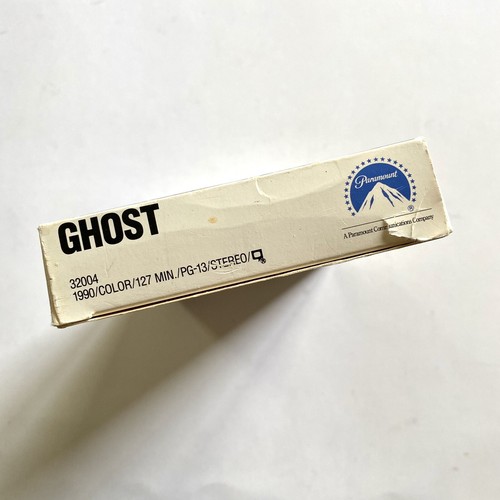 GHOST
32004
1990/COLOR/127 MIN./PG-13/STEREO/
Paramount
®
A Paramount Communications Company